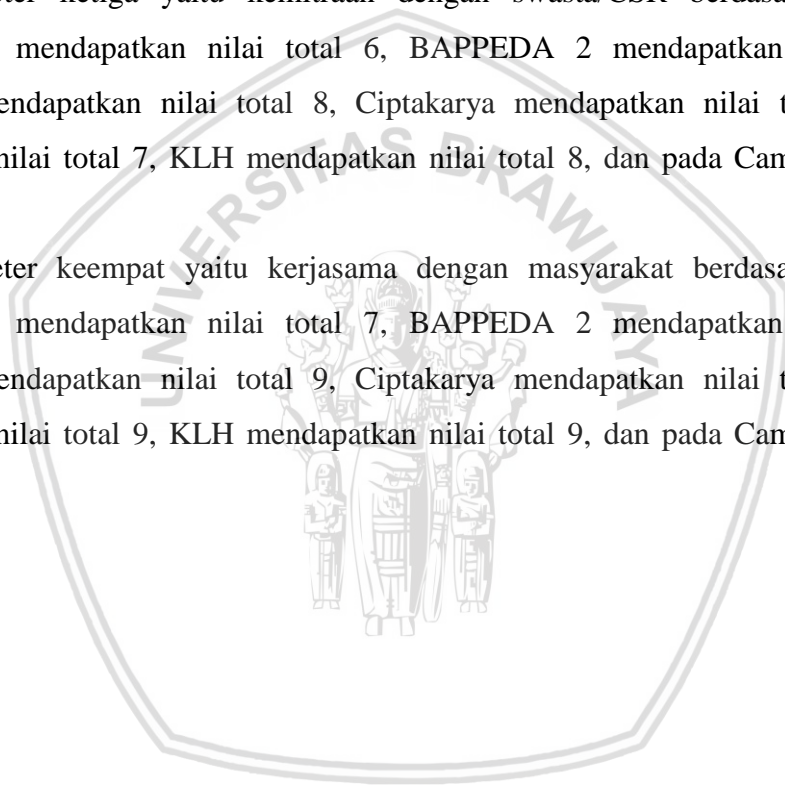 eter ketiga yaitu kemitraan dengan swasta/CSR berdasa
mendapatkan nilai total 6, BAPPEDA 2 mendapatkan
endapatkan nilai total 8, Ciptakarya mendapatkan nilai t
nilai total 7, KLH mendapatkan nilai total 8, dan pada Cam
eter keempat yaitu kerjasama dengan masyarakat berdasa
mendapatkan nilai total 7, BAPPEDA 2 mendapatkan
endapatkan nilai total 9, Ciptakarya mendapatkan nilai t
nilai total 9, KLH mendapatkan nilai total 9, dan pada Cam
UNIVERSITAS BRAWIJAYA